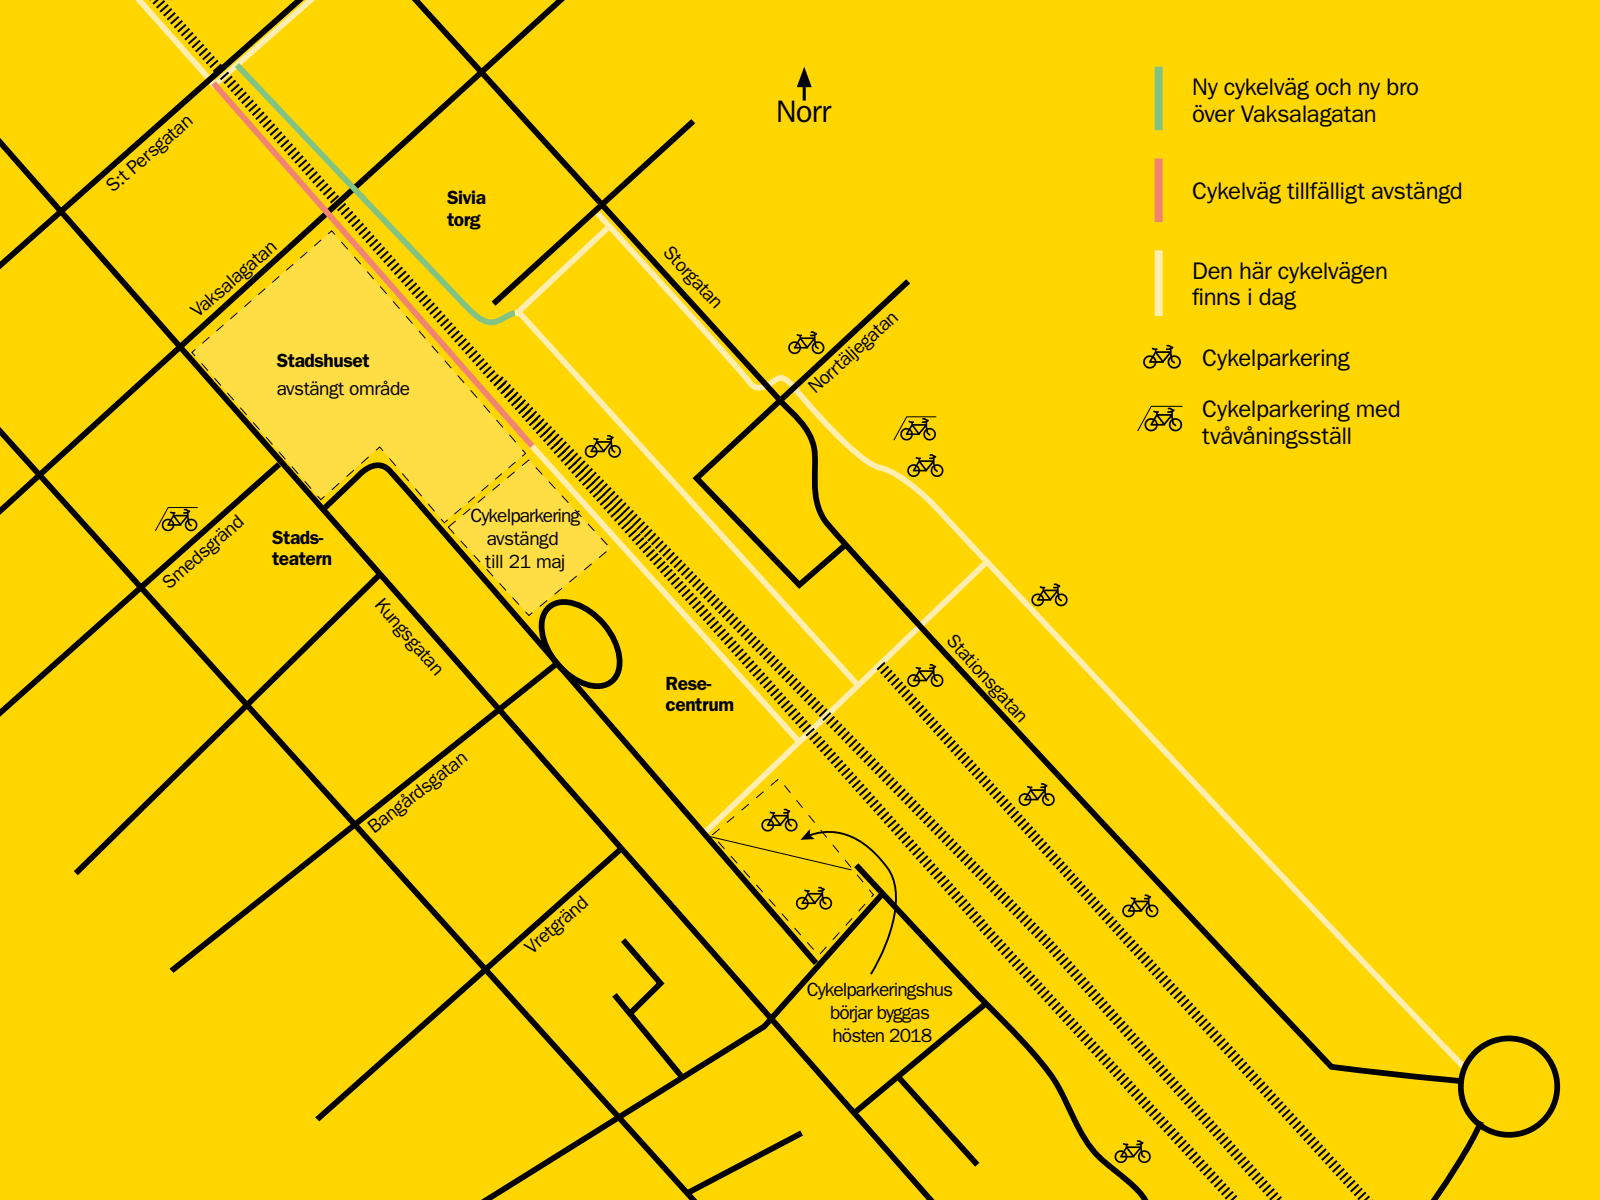 Norr
Ny cykelväg och ny bro
över Vaksalagatan
Cykelväg tillfälligt avstängd
Den här cykelvägen
finns i dag
Cykelparkering
Cykelparkering med
tvåvåningsställ
S:t Persgatan
Sivia
torg
Vaksalagatan
Storgatan
Norrtäljegatan
Stadshuset
avstängt område
Cykelparkering
avstängd
till 21 maj
Smedsgränd
Stads-
teatern
Kungsgatan
Rese-
centrum
Stationsgatan
Bangårdsgatan
Vretgränd
Cykelparkeringshus
börjar byggas
hösten 2018